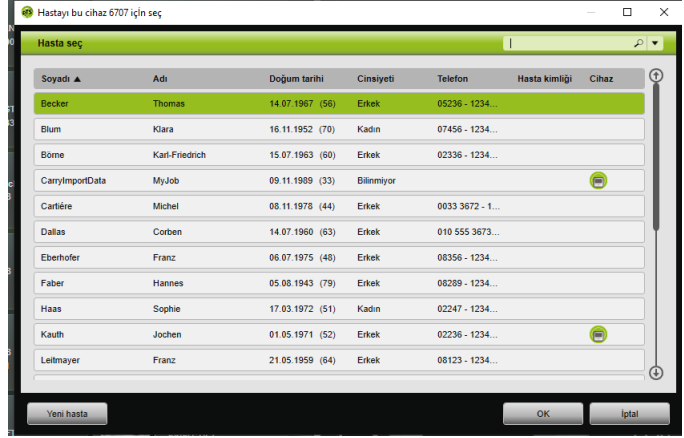 Hastayı bu cihaz 6707 için seç
Hasta seç
Soyadı ▲ Adı Doğum tarihi Cinsiyeti Telefon Hasta kimliği Cihaz
Becker Thomas 14.07.1967 (56) Erkek 05236 - 1234...
Blum Klara 16.11.1952 (70) Kadın 07456 - 1234...
Börne Karl-Friedrich 15.07.1963 (60) Erkek 02336 - 1234...
CarryImportData MyJob 09.11.1989 (33) Bilinmiyor
Cartiére Michel 08.11.1978 (44) Erkek 0033 3672 - 1...
Dallas Corben 14.07.1960 (63) Erkek 010 555 3673...
Eberhofer Franz 06.07.1975 (48) Erkek 08356 - 1234...
Faber Hannes 05.08.1943 (79) Erkek 08289 - 1234...
Haas Sophie 17.03.1972 (51) Kadın 02247 - 1234...
Kauth Jochen 01.05.1971 (52) Erkek 02236 - 1234...
Leitmayer Franz 21.05.1959 (64) Erkek 08123 - 1234...
Yeni hasta OK İptal